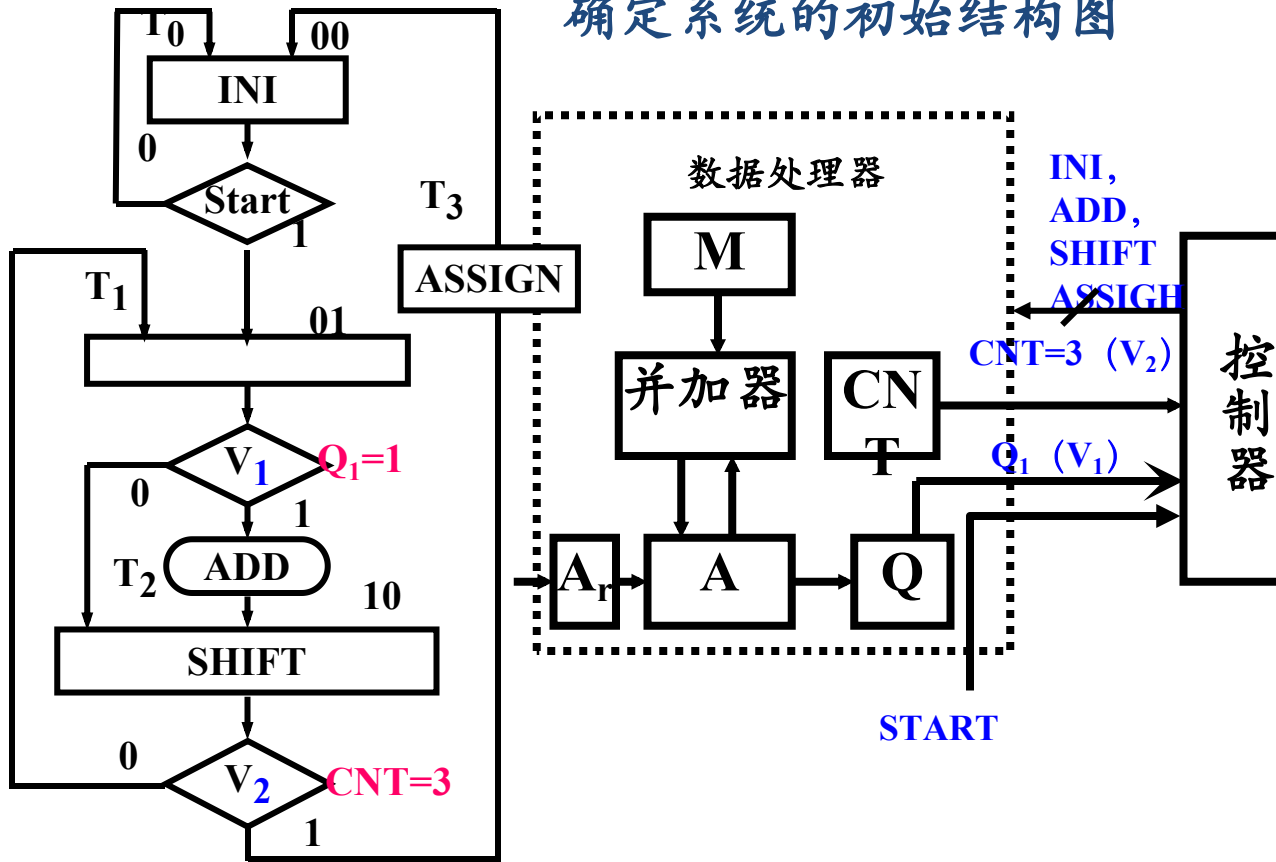 确定系统的初始结构图
T0
00
INI
0
Start
1
T3
ASSIGN
T1
01
V1
Q1=1
0
1
T2
ADD
10
SHIFT
0
V2
CNT=3
1
数据处理器
M
并加器
CN
T
Ar
A
Q
INI,
ADD,
SHIFT
ASSIGH
CNT=3(V2)
Q1(V1)
START
控
制
器